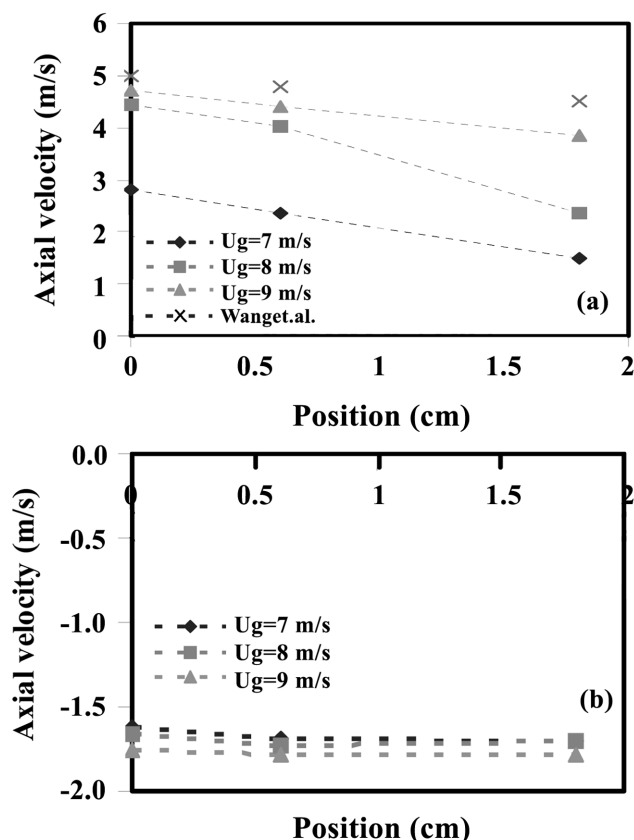 6
5
4
3
2
1
0
Axial velocity (m/s)
Ug=7 m/s
Ug=8 m/s
Ug=9 m/s
Wanget.al.
(a)
0 0.5 1 1.5 2
Position (cm)
0.0
-0.5
-1.0
-1.5
-2.0
Axial velocity (m/s)
0 0.5 1 1.5 2
Ug=7 m/s
Ug=8 m/s
Ug=9 m/s
(b)
Position (cm)